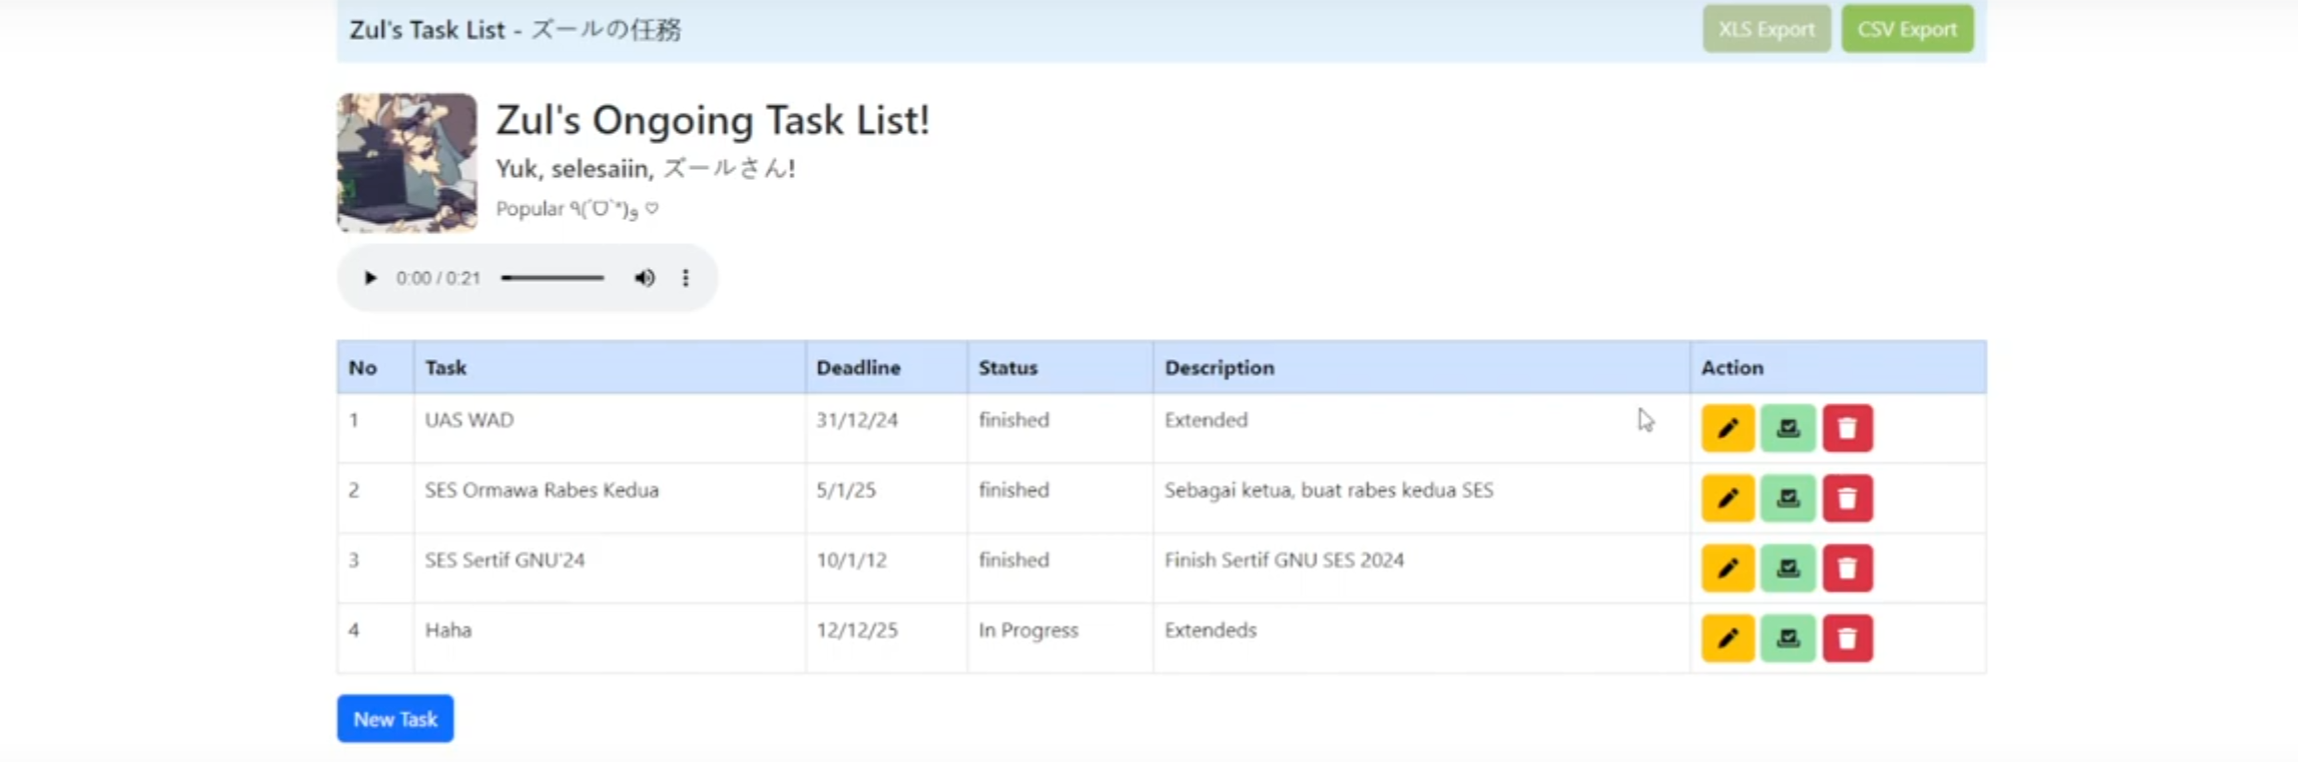 Zul's Task List - ズールの任務
XLS Export
CSV Export
Zul's Ongoing Task List!
Yuk, selesaiin, ズールさん!
Popular ٩(ˊᗜˋ*)و ♡
0:00 / 0:21
No Task Deadline Status Description Action
1 UAS WAD 31/12/24 finished Extended
2 SES Ormawa Rabes Kedua 5/1/25 finished Sebagai ketua, buat rabes kedua SES
3 SES Sertif GNU'24 10/1/12 finished Finish Sertif GNU SES 2024
4 Haha 12/12/25 In Progress Extendeds
New Task